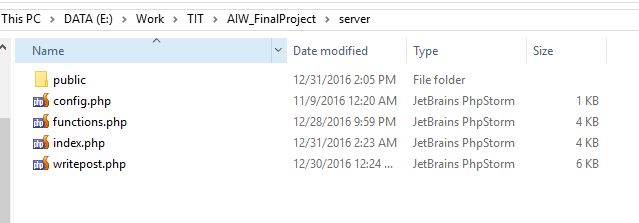 This PC > DATA (E:) > Work > TIT > AIW_FinalProject > server
Name Date modified Type Size
public 12/31/2016 2:05 PM File folder
config.php 11/9/2016 12:20 AM JetBrains PhpStorm 1 KB
functions.php 12/28/2016 9:59 PM JetBrains PhpStorm 4 KB
index.php 12/31/2016 2:23 AM JetBrains PhpStorm 4 KB
writepost.php 12/30/2016 12:24 ... JetBrains PhpStorm 6 KB